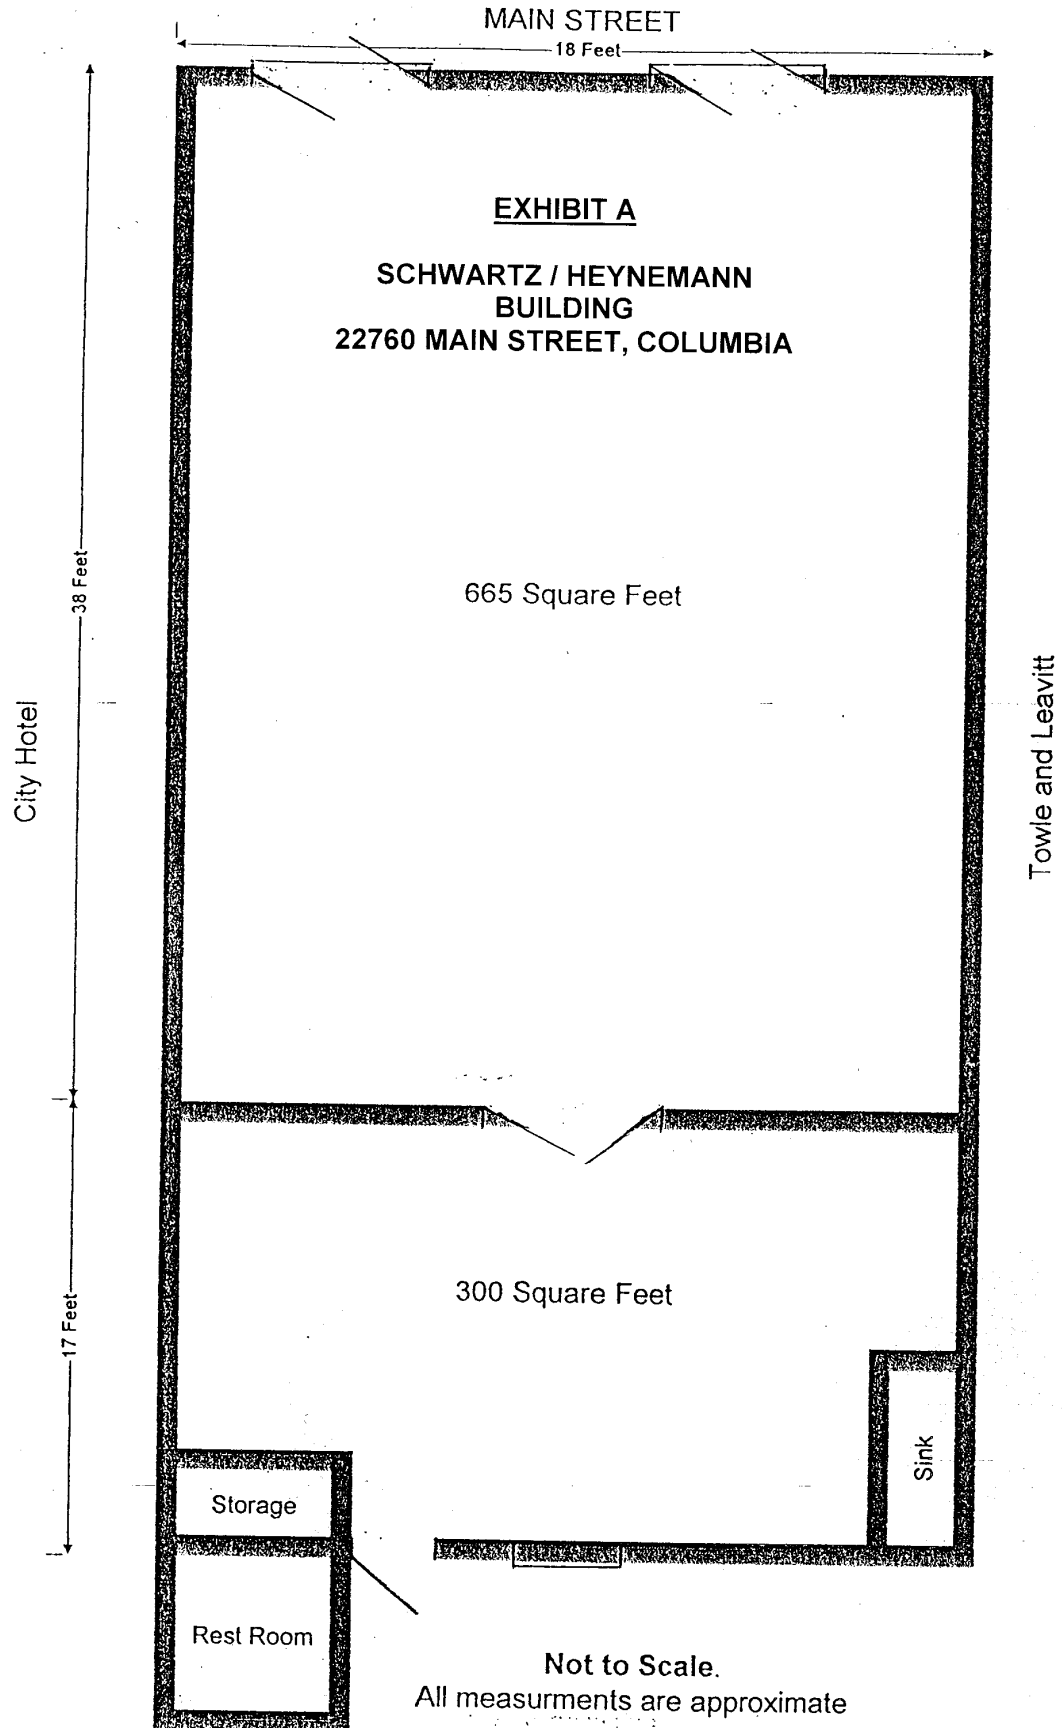 MAIN STREET
18 Feet
EXHIBIT A
SCHWARTZ / HEYNEMANN
BUILDING
22760 MAIN STREET, COLUMBIA
38 Feet
665 Square Feet
City Hotel
Towle and Leavitt
17 Feet
300 Square Feet
Sink
Storage
Rest Room
Not to Scale.
All measurments are approximate